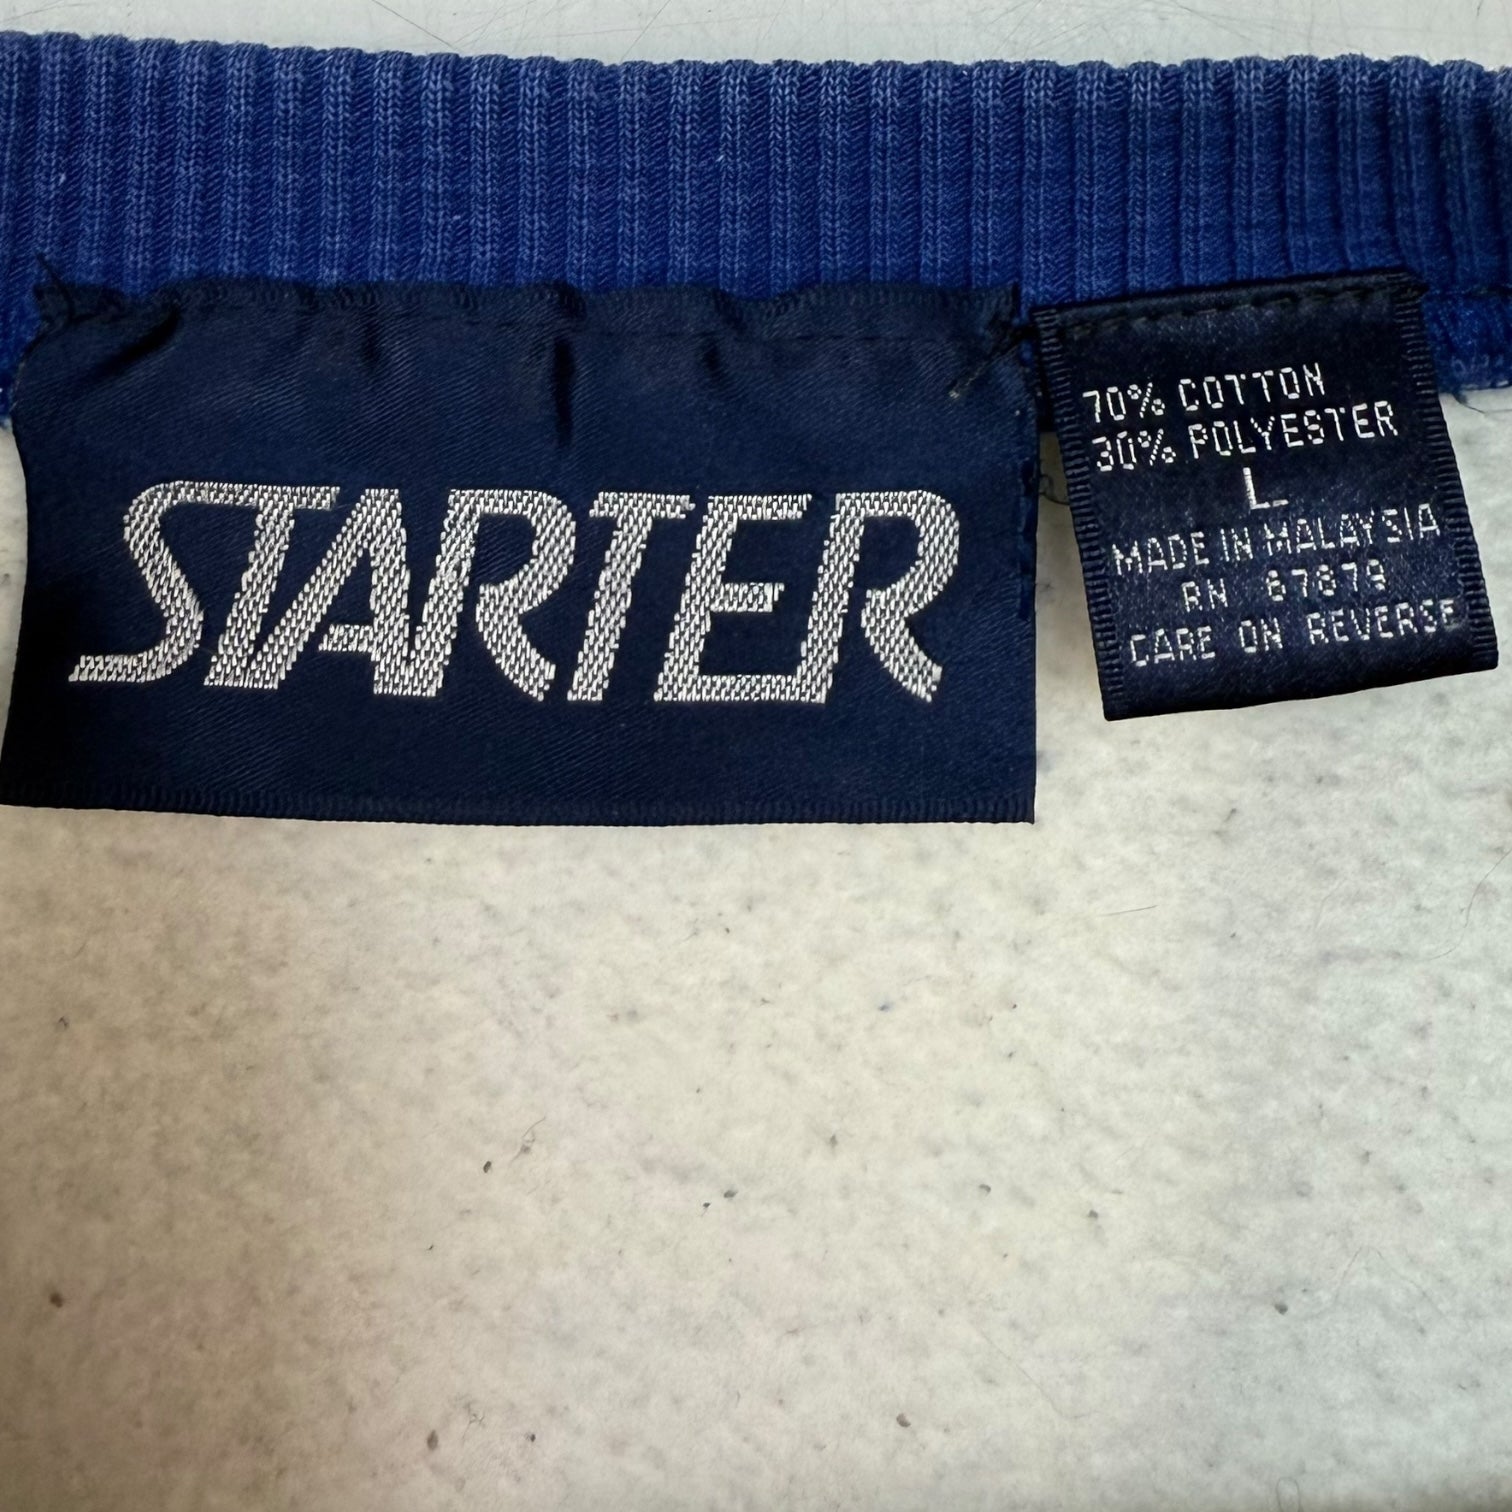 STARTER
70% COTTON
30% POLYESTER
L
MADE IN MALAYSIA
RN 67879
CARE ON REVERSE